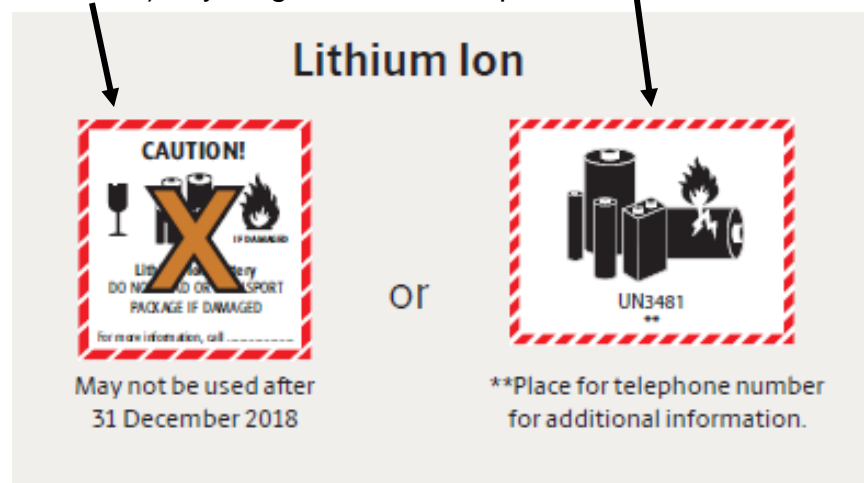 Lithium Ion
CAUTION!
IF DAMAGED
DO OR
PACKAGE IF DAMAGED
For more information, call ....................
May not be used after
31 December 2018
or
UN3481
**
**Place for telephone number
for additional information.